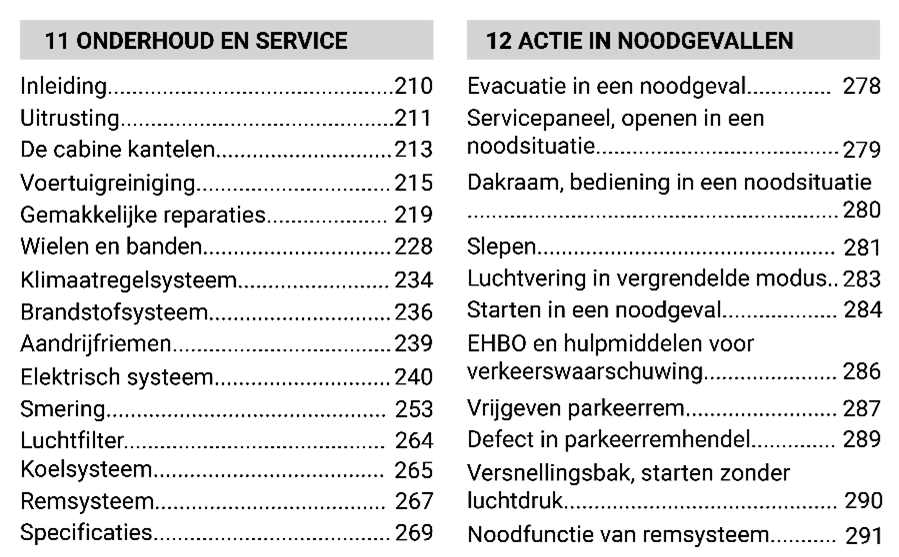 11 ONDERHOUD EN SERVICE
Inleiding............................................210
Uitrusting..........................................211
De cabine kantelen...........................213
Voertuigreiniging..............................215
Gemakkelijke reparaties................... 219
Wielen en banden.............................228
Klimaatregelsysteem........................234
Brandstofsysteem............................236
Aandrijfriemen..................................239
Elektrisch systeem...........................240
Smering........................................... 253
Luchtfilter........................................ 264
Koelsysteem.................................... 265
Remsysteem.................................... 267
Specificaties.................................... 269
12 ACTIE IN NOODGEVALLEN
Evacuatie in een noodgeval............. 278
Servicepaneel, openen in een
noodsituatie......................................279
Dakraam, bediening in een noodsituatie
.........................................................280
Slepen.............................................. 281
Luchtvering in vergrendelde modus..283
Starten in een noodgeval..................284
EHBO en hulpmiddelen voor
verkeerswaarschuwing.................... 286
Vrijgeven parkeerrem....................... 287
Defect in parkeerremhendel............. 289
Versnellingsbak, starten zonder
luchtdruk.......................................... 290
Noodfunctie van remsysteem.......... 291